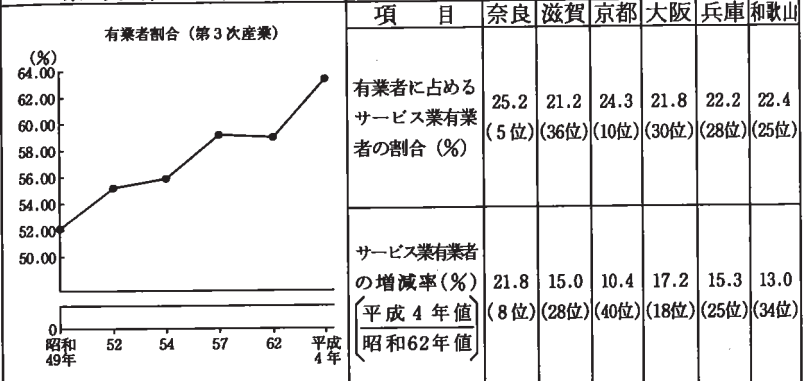 有業者割合（第3次産業）
(%)
64.00
62.00
60.00
58.00
56.00
54.00
52.00
50.00
0
昭和49年 52 54 57 62 平成4年
項 目 奈良 滋賀 京都 大阪 兵庫 和歌山
有業者に占める
サービス業有業 25.2 21.2 24.3 21.8 22.2 22.4
者の割合（%） (5位) (36位) (10位) (30位) (28位) (25位)
サービス業有業者
の増減率(%) 21.8 15.0 10.4 17.2 15.3 13.0
平成4年値 (8位) (28位) (40位) (18位) (25位) (34位)
昭和62年値